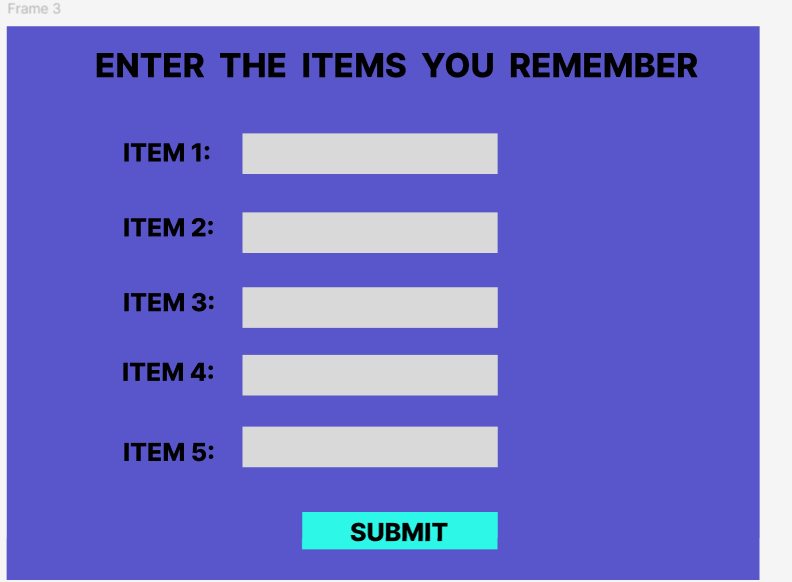 Frame 3
ENTER THE ITEMS YOU REMEMBER
ITEM 1:
ITEM 2:
ITEM 3:
ITEM 4:
ITEM 5:
SUBMIT